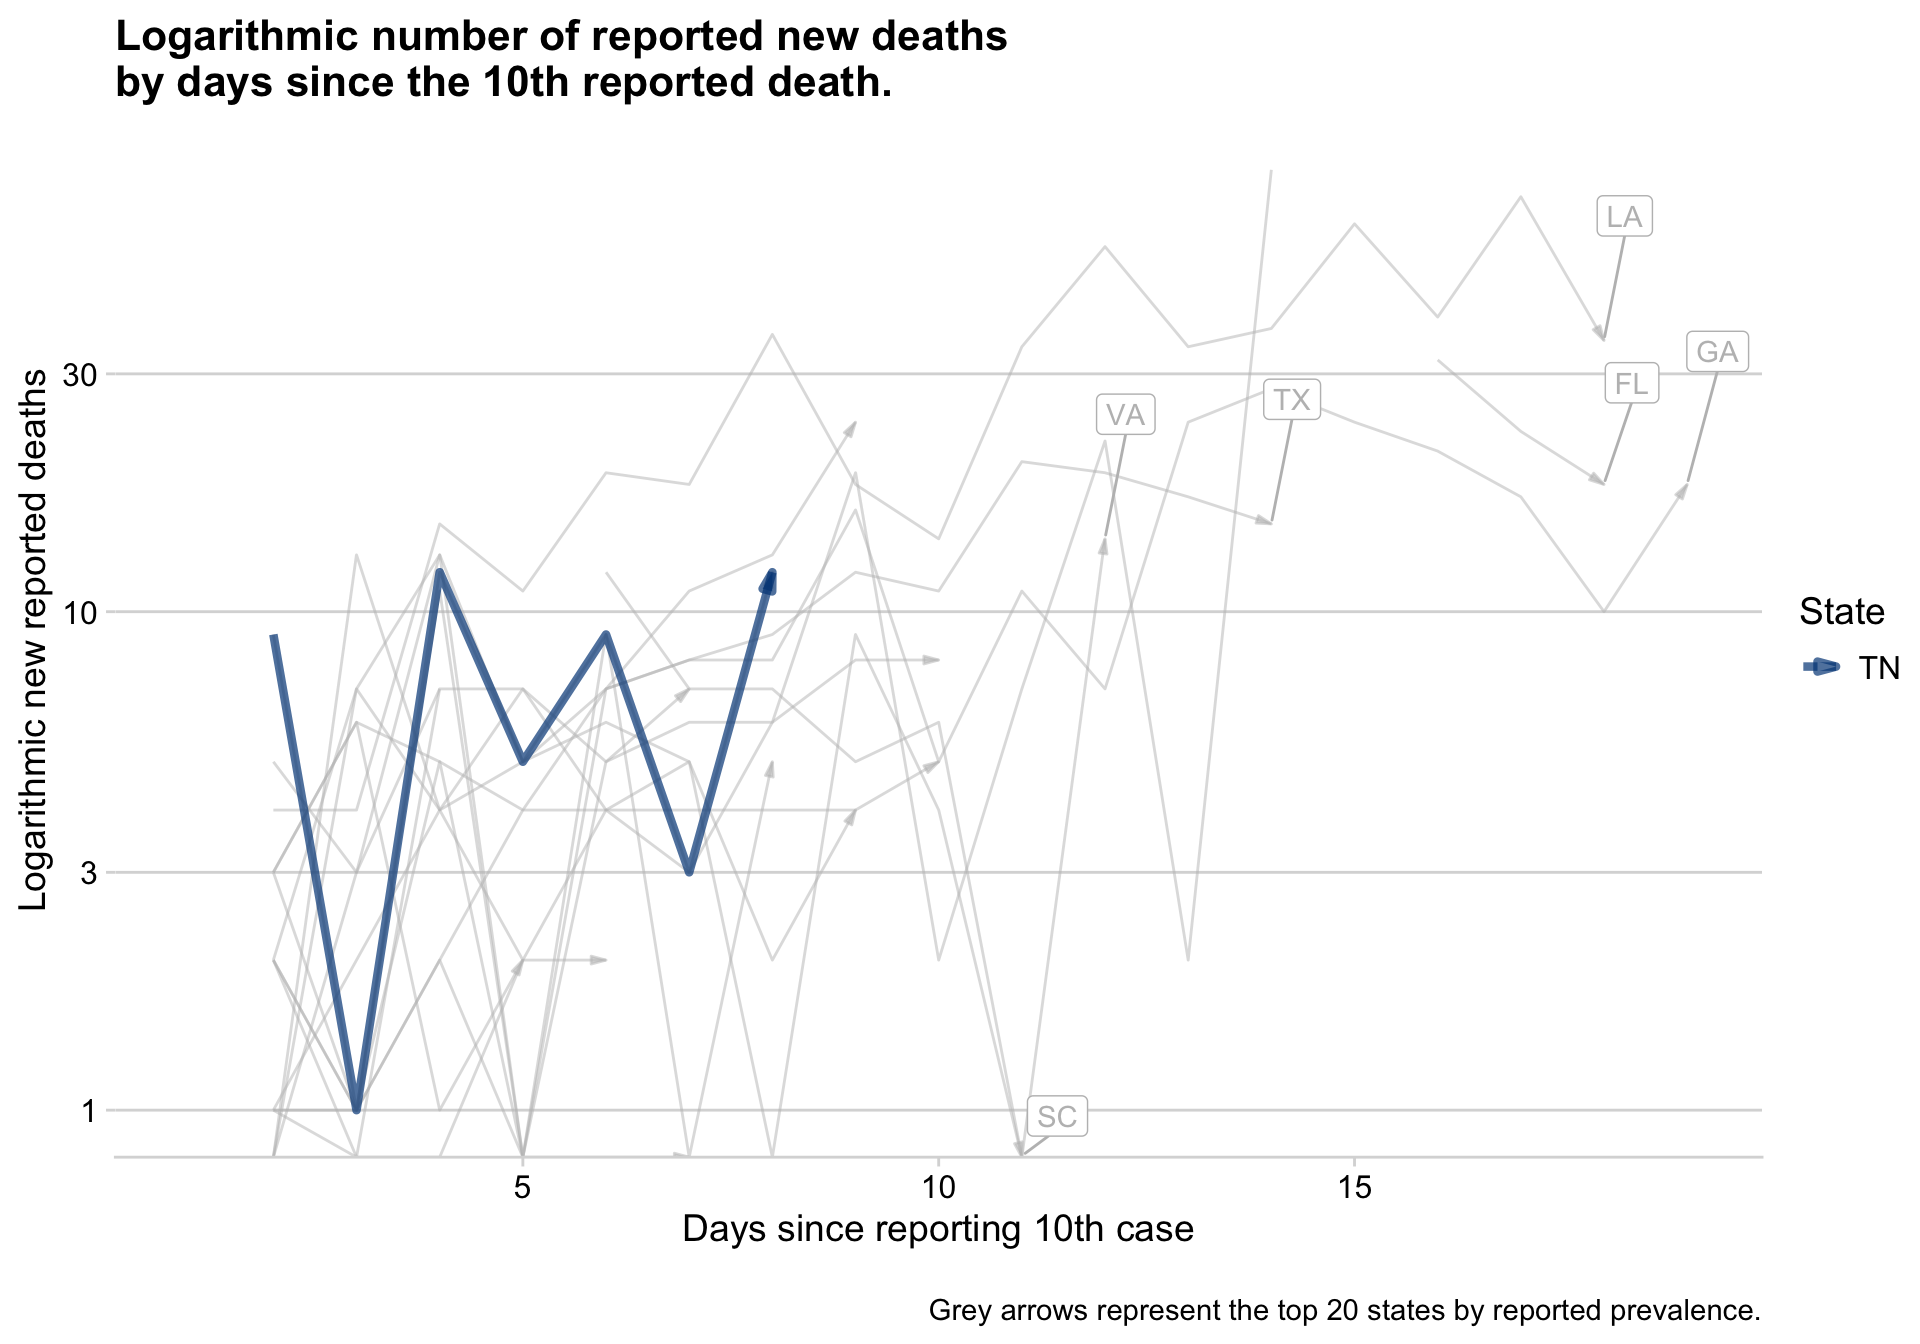 Logarithmic number of reported new deaths
by days since the 10th reported death.
Logarithmic new reported deaths
30
10
3
1
LA
GA
FL
TX
VA
SC
State
TN
5
10
15
Days since reporting 10th case
Grey arrows represent the top 20 states by reported prevalence.